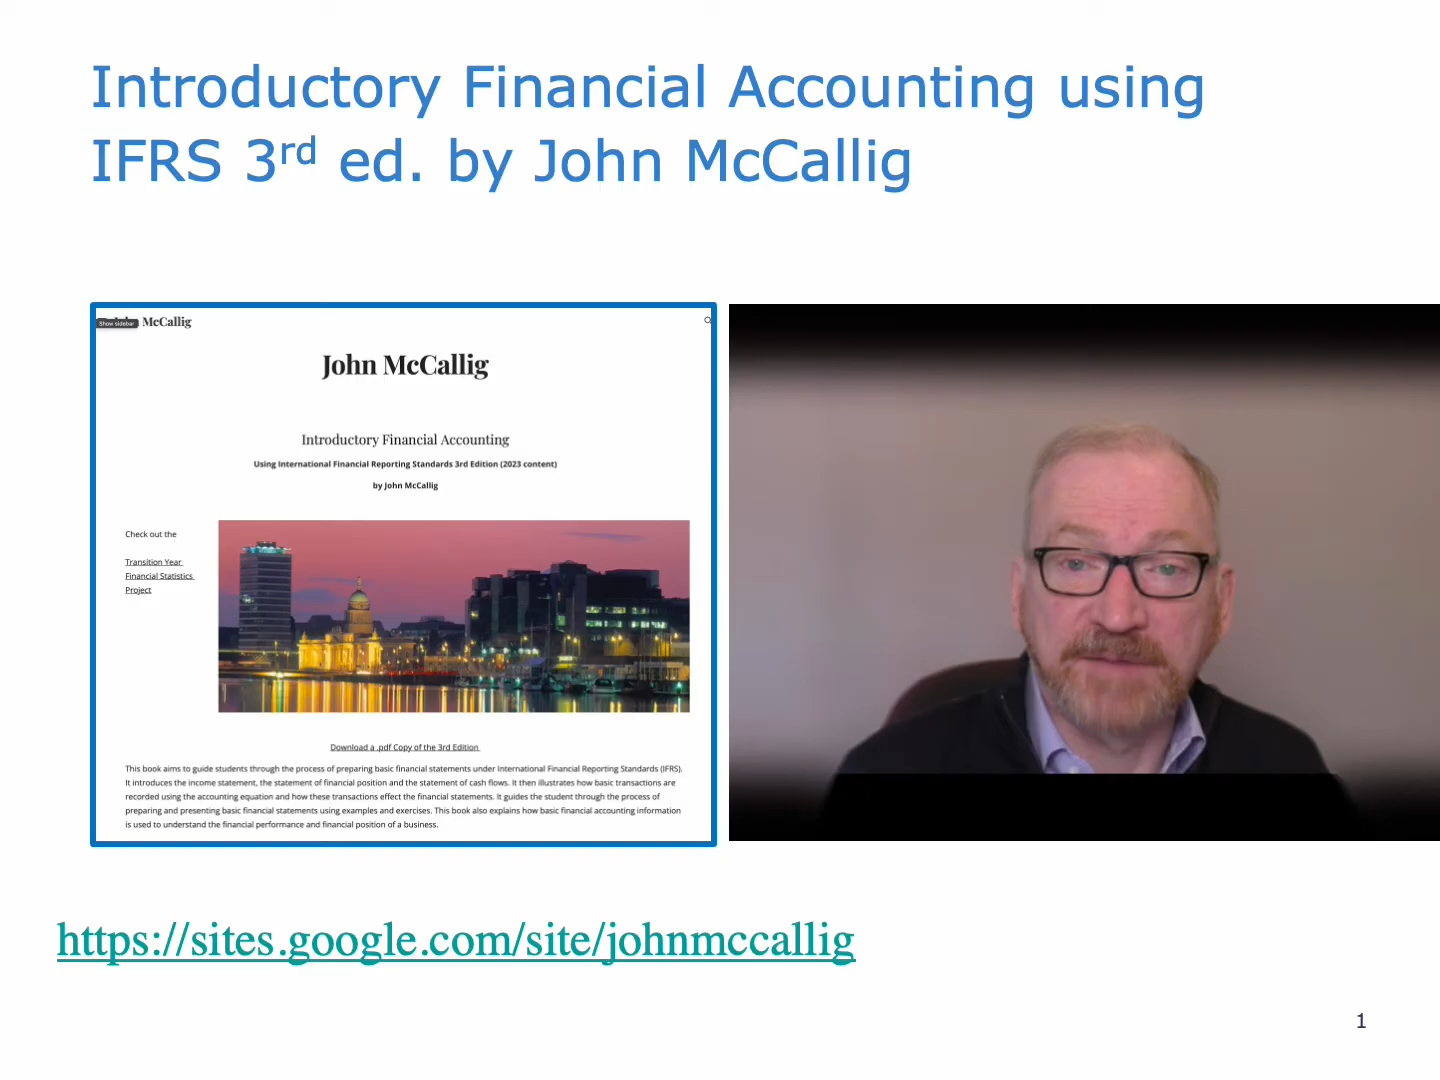 Introductory Financial Accounting using
IFRS 3rd ed. by John McCallig
Show sidebar
McCallig
John McCallig
Introductory Financial Accounting
Using International Financial Reporting Standards 3rd Edition (2023 content)
by John McCallig
Check out the
Transition Year
Financial Statistics
Project
Download a .pdf Copy of the 3rd Edition
This book aims to guide students through the process of preparing basic financial statements under International Financial Reporting Standards (IFRS).
It introduces the income statement, the statement of financial position and the statement of cash flows. It then illustrates how basic transactions are
recorded using the accounting equation and how these transactions effect the financial statements. It guides the student through the process of
preparing and presenting basic financial statements using examples and exercises. This book also explains how basic financial accounting information
is used to understand the financial performance and financial position of a business.
https://sites.google.com/site/johnmccallig
1